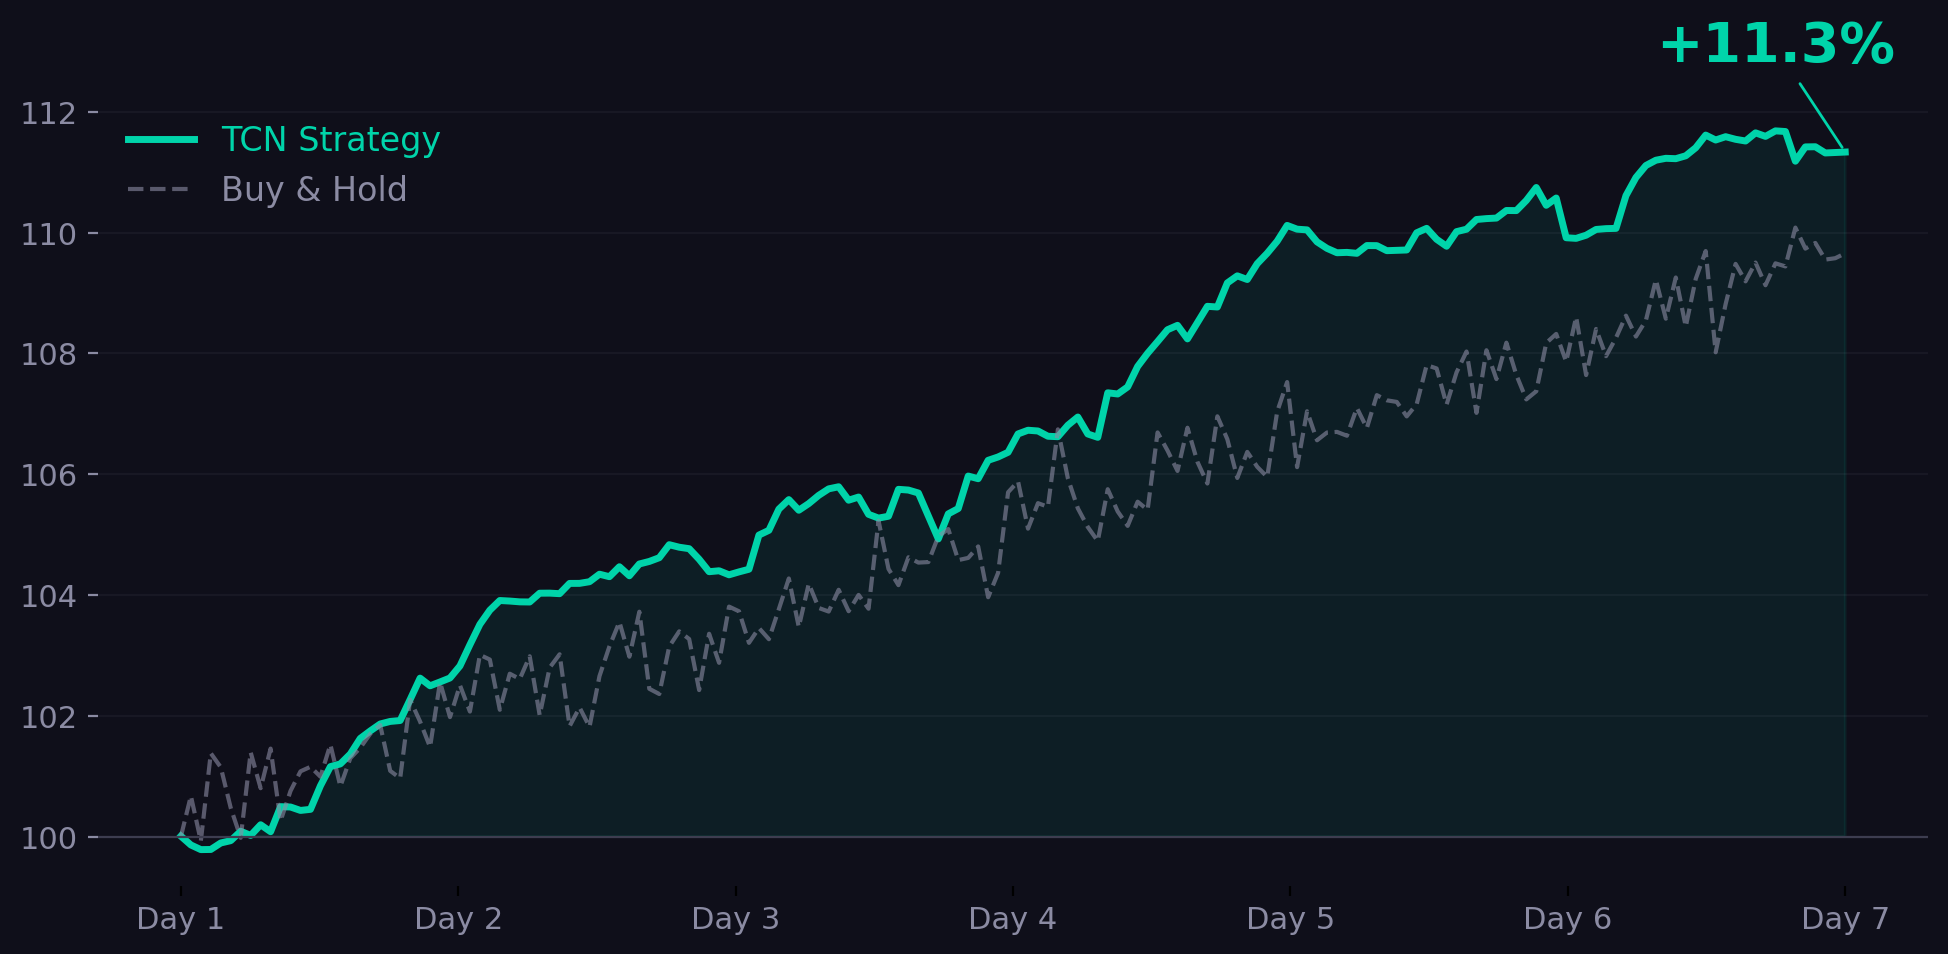 +11.3%
112
TCN Strategy
Buy & Hold
110
108
106
104
102
100
Day 1
Day 2
Day 3
Day 4
Day 5
Day 6
Day 7